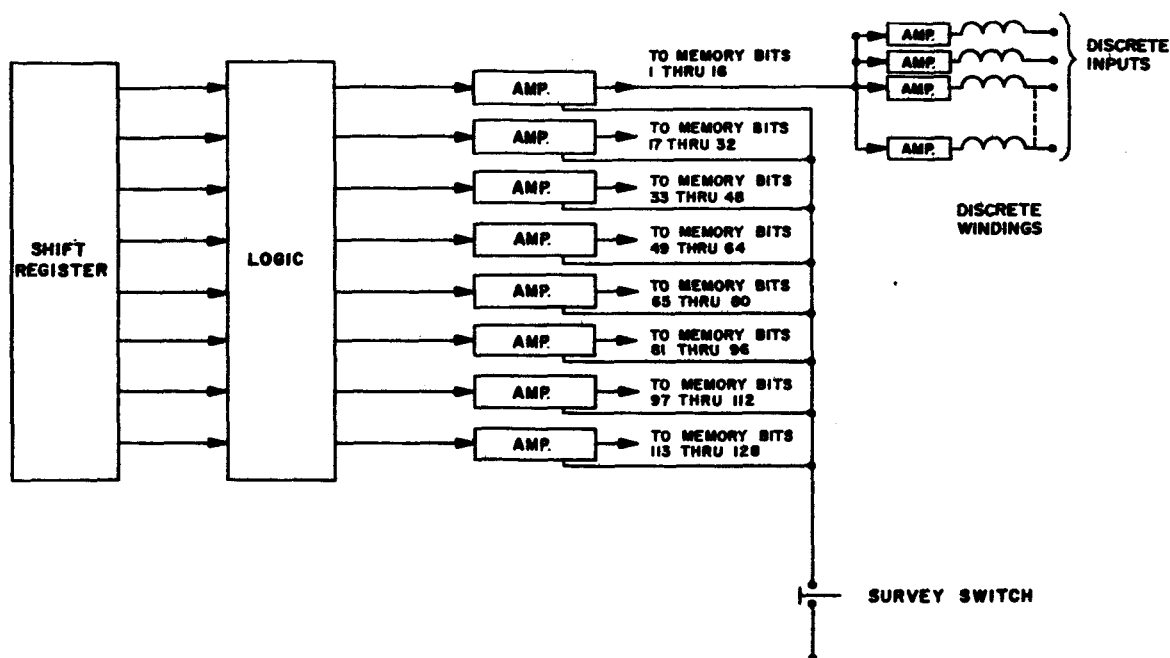 SHIFT
REGISTER
LOGIC
AMP.
TO MEMORY BITS
1 THRU 16
AMP.
TO MEMORY BITS
17 THRU 32
AMP.
TO MEMORY BITS
33 THRU 48
AMP.
TO MEMORY BITS
49 THRU 64
AMP.
TO MEMORY BITS
65 THRU 80
AMP.
TO MEMORY BITS
81 THRU 96
AMP.
TO MEMORY BITS
97 THRU 112
AMP.
TO MEMORY BITS
113 THRU 128
AMP.
AMP.
AMP.
AMP.
DISCRETE
INPUTS
DISCRETE
WINDINGS
SURVEY SWITCH